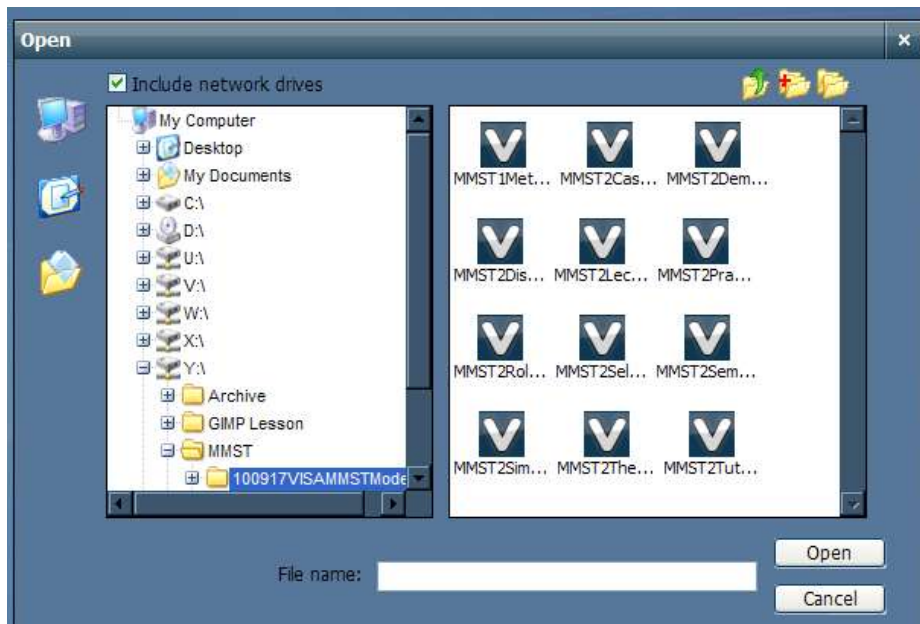 Open
Include network drives
My Computer
Desktop
My Documents
C:\
D:\
U:\
V:\
W:\
X:\
Y:\
Archive
GIMP Lesson
MMST
100917VISAMMSTMode
MMST1Met... MMST2Cas... MMST2Dem...
MMST2Dis... MMST2Lec... MMST2Pra...
MMST2Rol... MMST2Sel... MMST2Sem...
MMST2Sim... MMST2The... MMST2Tut...
File name:
Open
Cancel